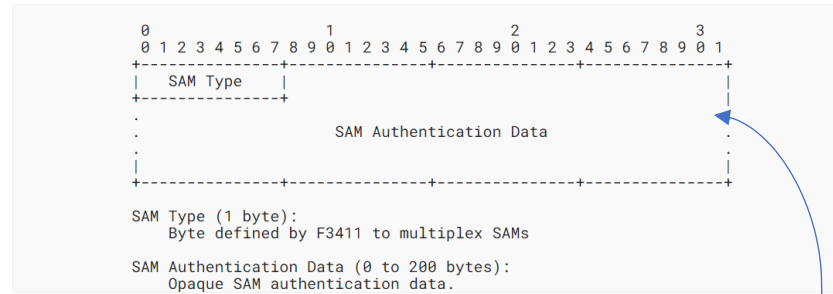 0                   1                   2                   3
0 1 2 3 4 5 6 7 8 9 0 1 2 3 4 5 6 7 8 9 0 1 2 3 4 5 6 7 8 9 0 1
+---------------+---------------+---------------+---------------+
|   SAM Type    |                                               |
+---------------+                                               |
.                                                               .
.                     SAM Authentication Data                   .
.                                                               .
|                                                               |
+---------------+---------------+---------------+---------------+
SAM Type (1 byte):
Byte defined by F3411 to multiplex SAMs
SAM Authentication Data (0 to 200 bytes):
Opaque SAM authentication data.